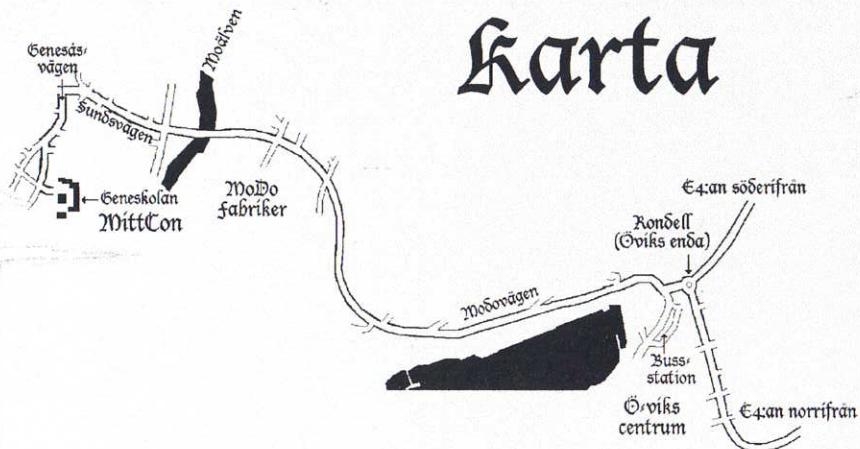 Karta
Genesås-
vägen
Moälven
Sundsvägen
Geneskolan
MittCon
MoDo
fabriker
E4:an söderifrån
Rondell
(Öviks enda)
Modovägen
Buss-
station
Ö-viks
centrum
E4:an norrifrån